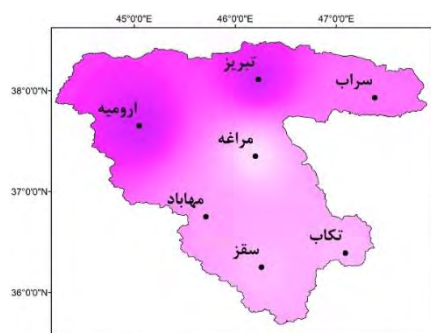 45°0'0"E 46°0'0"E 47°0'0"E
تبریز
38°0'0"N
سراب
ارومیه
مراغه
37°0'0"N
مهاباد
تکاب
سقز
36°0'0"N